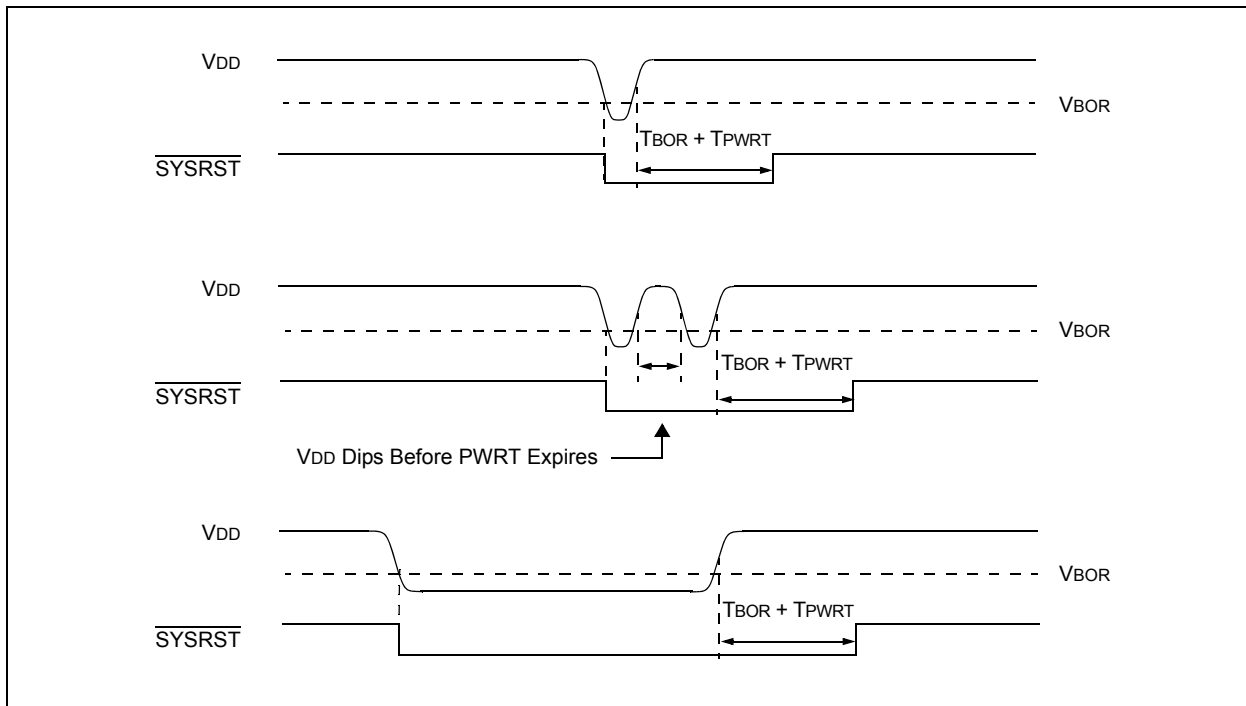 VDD
VBOR
TBOR + TPWRT
SYSRST
VDD
VBOR
TBOR + TPWRT
SYSRST
VDD Dips Before PWRT Expires
VDD
VBOR
TBOR + TPWRT
SYSRST